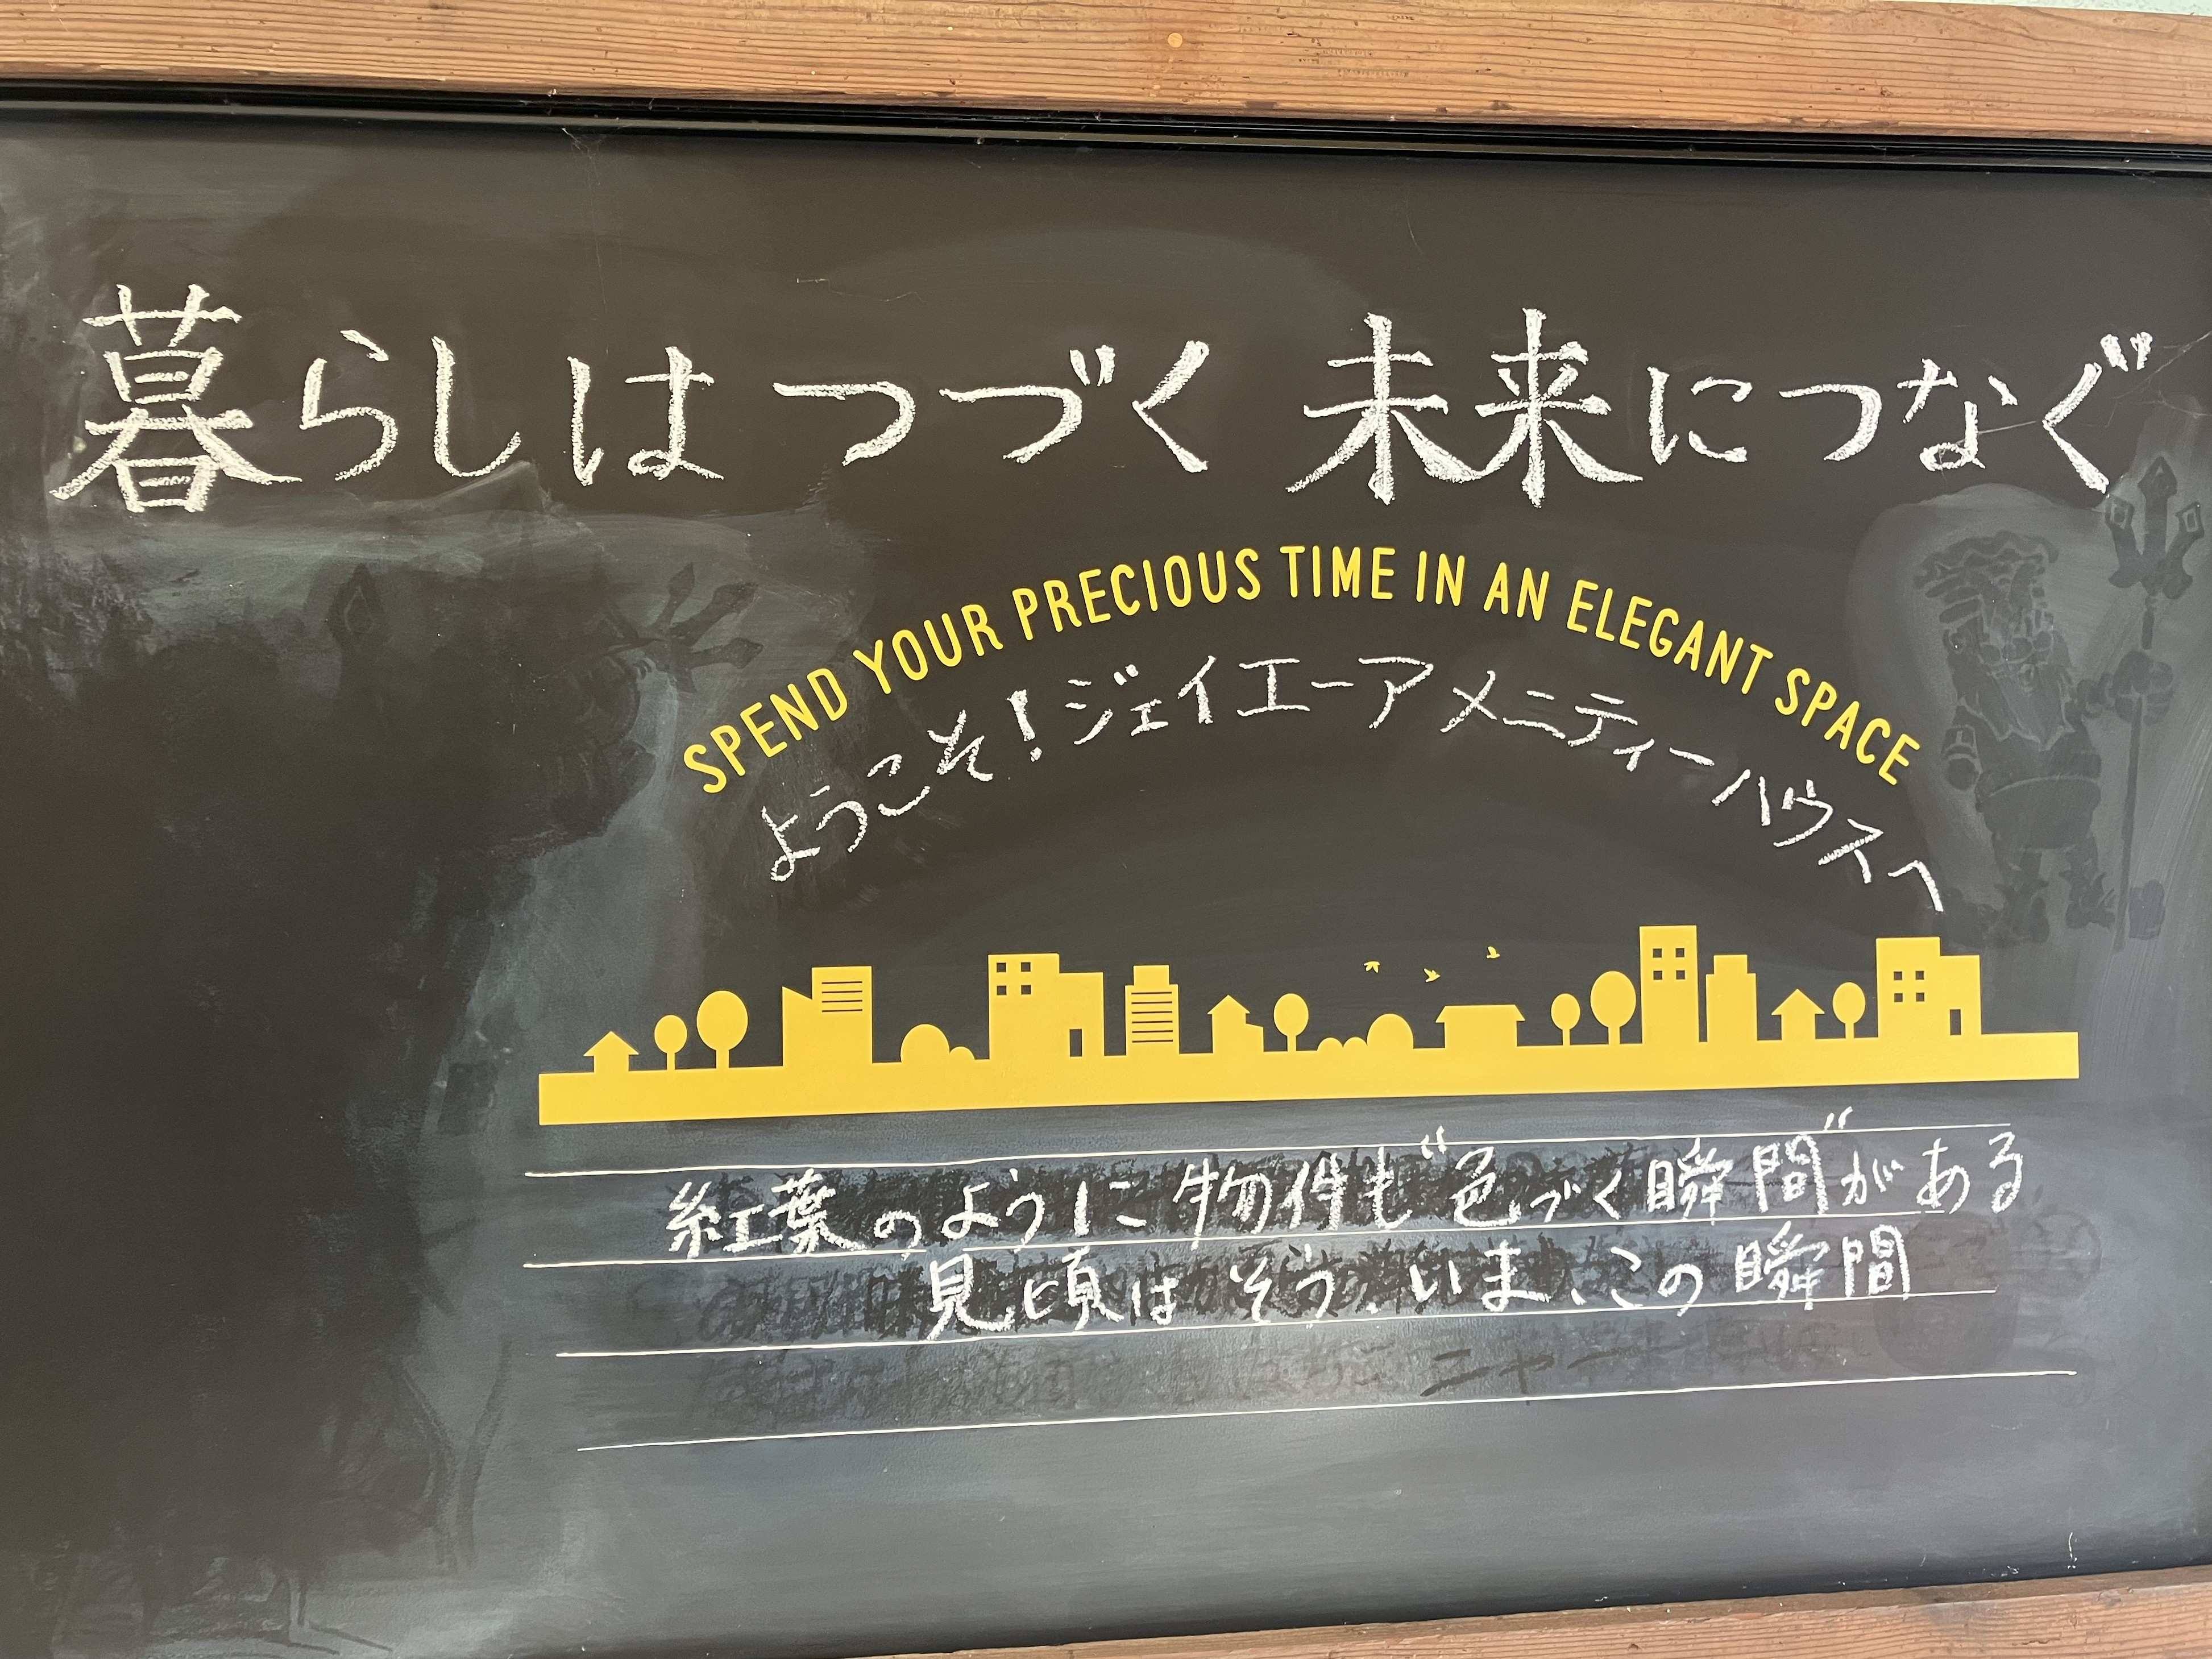 暮らしは つづく 未来につなぐ
SPEND YOUR PRECIOUS TIME IN AN ELEGANT SPACE
ようこそ!ジェイエーアメニティーハウスへ
紅葉のように物件も“色づく瞬間”がある
見頃は そう、いま、この瞬間